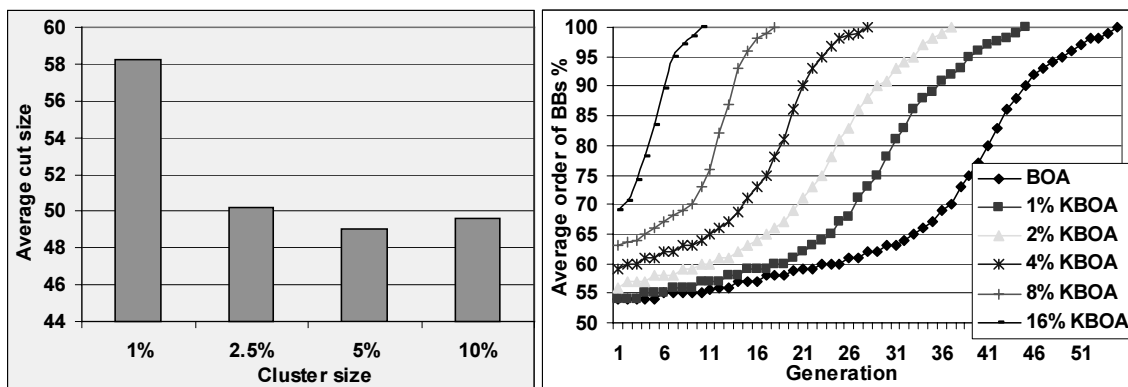 60
58
56
54
52
50
48
46
44
Average cut size
1% 2.5% 5% 10%
Cluster size
100
95
90
85
80
75
70
65
60
55
50
Average order of BBs %
BOA
1% KBOA
2% KBOA
4% KBOA
8% KBOA
16% KBOA
1 6 11 16 21 26 31 36 41 46 51
Generation